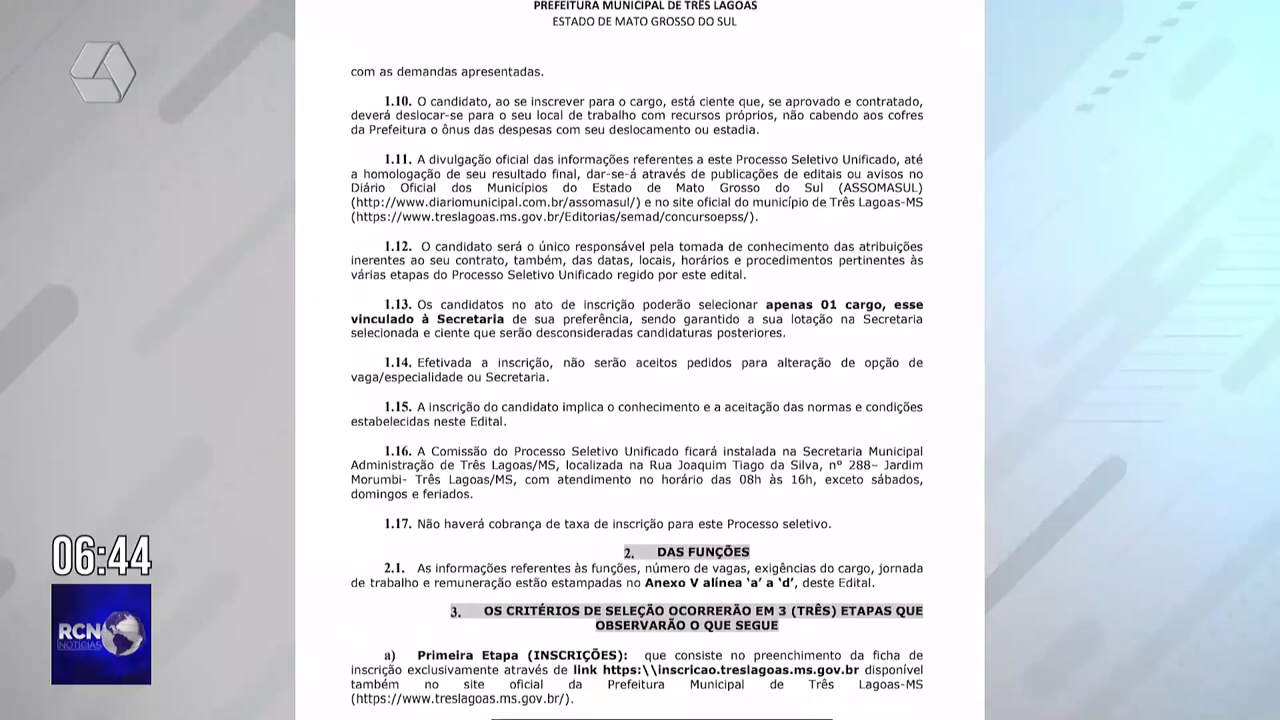 PREFEITURA MUNICIPAL DE TRÊS LAGOAS
ESTADO DE MATO GROSSO DO SUL
com as demandas apresentadas.
1.10. O candidato, ao se inscrever para o cargo, está ciente que, se aprovado e contratado,
deverá deslocar-se para o seu local de trabalho com recursos próprios, não cabendo aos cofres
da Prefeitura o ônus das despesas com seu deslocamento ou estadia.
1.11. A divulgação oficial das informações referentes a este Processo Seletivo Unificado, até
a homologação de seu resultado final, dar-se-á através de publicações de editais ou avisos no
Diário Oficial dos Municípios do Estado de Mato Grosso do Sul (ASSOMASUL)
(http://www.diariomunicipal.com.br/assomasul/) e no site oficial do município de Três Lagoas-MS
(https://www.treslagoas.ms.gov.br/Editorias/semad/concursoepss/).
1.12. O candidato será o único responsável pela tomada de conhecimento das atribuições
inerentes ao seu contrato, também, das datas, locais, horários e procedimentos pertinentes às
várias etapas do Processo Seletivo Unificado regido por este edital.
1.13. Os candidatos no ato de inscrição poderão selecionar apenas 01 cargo, esse
vinculado à Secretaria de sua preferência, sendo garantido a sua lotação na Secretaria
selecionada e ciente que serão desconsideradas candidaturas posteriores.
1.14. Efetivada a inscrição, não serão aceitos pedidos para alteração de opção de
vaga/especialidade ou Secretaria.
1.15. A inscrição do candidato implica o conhecimento e a aceitação das normas e condições
estabelecidas neste Edital.
1.16. A Comissão do Processo Seletivo Unificado ficará instalada na Secretaria Municipal
Administração de Três Lagoas/MS, localizada na Rua Joaquim Tiago da Silva, nº 288– Jardim
Morumbi- Três Lagoas/MS, com atendimento no horário das 08h às 16h, exceto sábados,
domingos e feriados.
1.17. Não haverá cobrança de taxa de inscrição para este Processo seletivo.
2. DAS FUNÇÕES
2.1. As informações referentes às funções, número de vagas, exigências do cargo, jornada
de trabalho e remuneração estão estampadas no Anexo V alínea ‘a’ a ‘d’, deste Edital.
3. OS CRITÉRIOS DE SELEÇÃO OCORRERÃO EM 3 (TRÊS) ETAPAS QUE
OBSERVARÃO O QUE SEGUE
a) Primeira Etapa (INSCRIÇÕES): que consiste no preenchimento da ficha de
inscrição exclusivamente através de link https:\\inscricao.treslagoas.ms.gov.br disponível
também no site oficial da Prefeitura Municipal de Três Lagoas-MS
(https://www.treslagoas.ms.gov.br/).
06:44
RCN
NOTÍCIAS